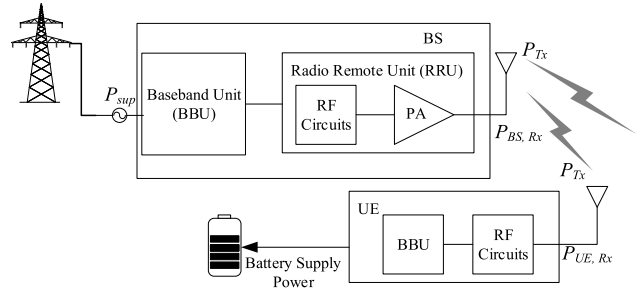 BS
P_Tx
P_sup
Baseband Unit
(BBU)
Radio Remote Unit (RRU)
RF
Circuits
PA
P_BS, Rx
P_Tx
UE
BBU
RF
Circuits
P_UE, Rx
Battery Supply
Power